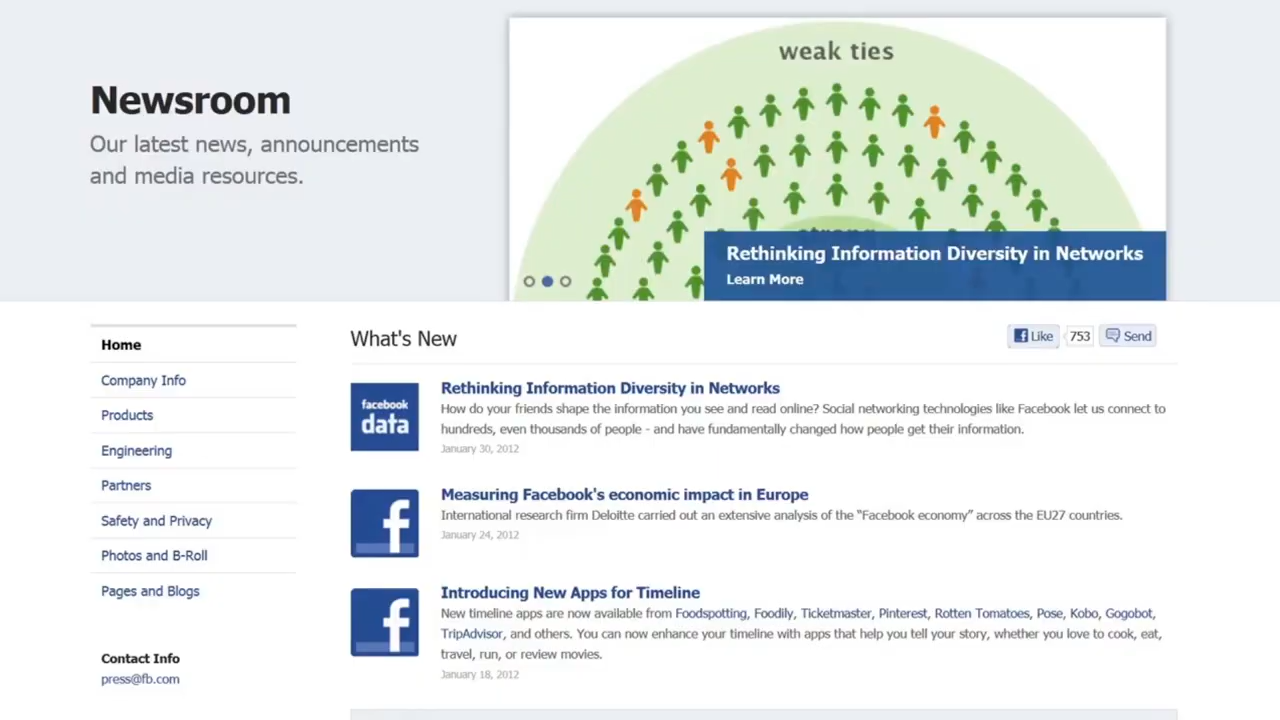 weak ties
Newsroom
Our latest news, announcements
and media resources.
strong
Rethinking Information Diversity in Networks
Learn More
Home
Company Info
Products
Engineering
Partners
Safety and Privacy
Photos and B-Roll
Pages and Blogs
Contact Info
press@fb.com
What's New
Like 753 Send
Rethinking Information Diversity in Networks
facebook
data
How do your friends shape the information you see and read online? Social networking technologies like Facebook let us connect to
hundreds, even thousands of people - and have fundamentally changed how people get their information.
January 30, 2012
Measuring Facebook's economic impact in Europe
International research firm Deloitte carried out an extensive analysis of the “Facebook economy” across the EU27 countries.
January 24, 2012
Introducing New Apps for Timeline
New timeline apps are now available from Foodspotting, Foodily, Ticketmaster, Pinterest, Rotten Tomatoes, Pose, Kobo, Gogobot,
TripAdvisor, and others. You can now enhance your timeline with apps that help you tell your story, whether you love to cook, eat,
travel, run, or review movies.
January 18, 2012